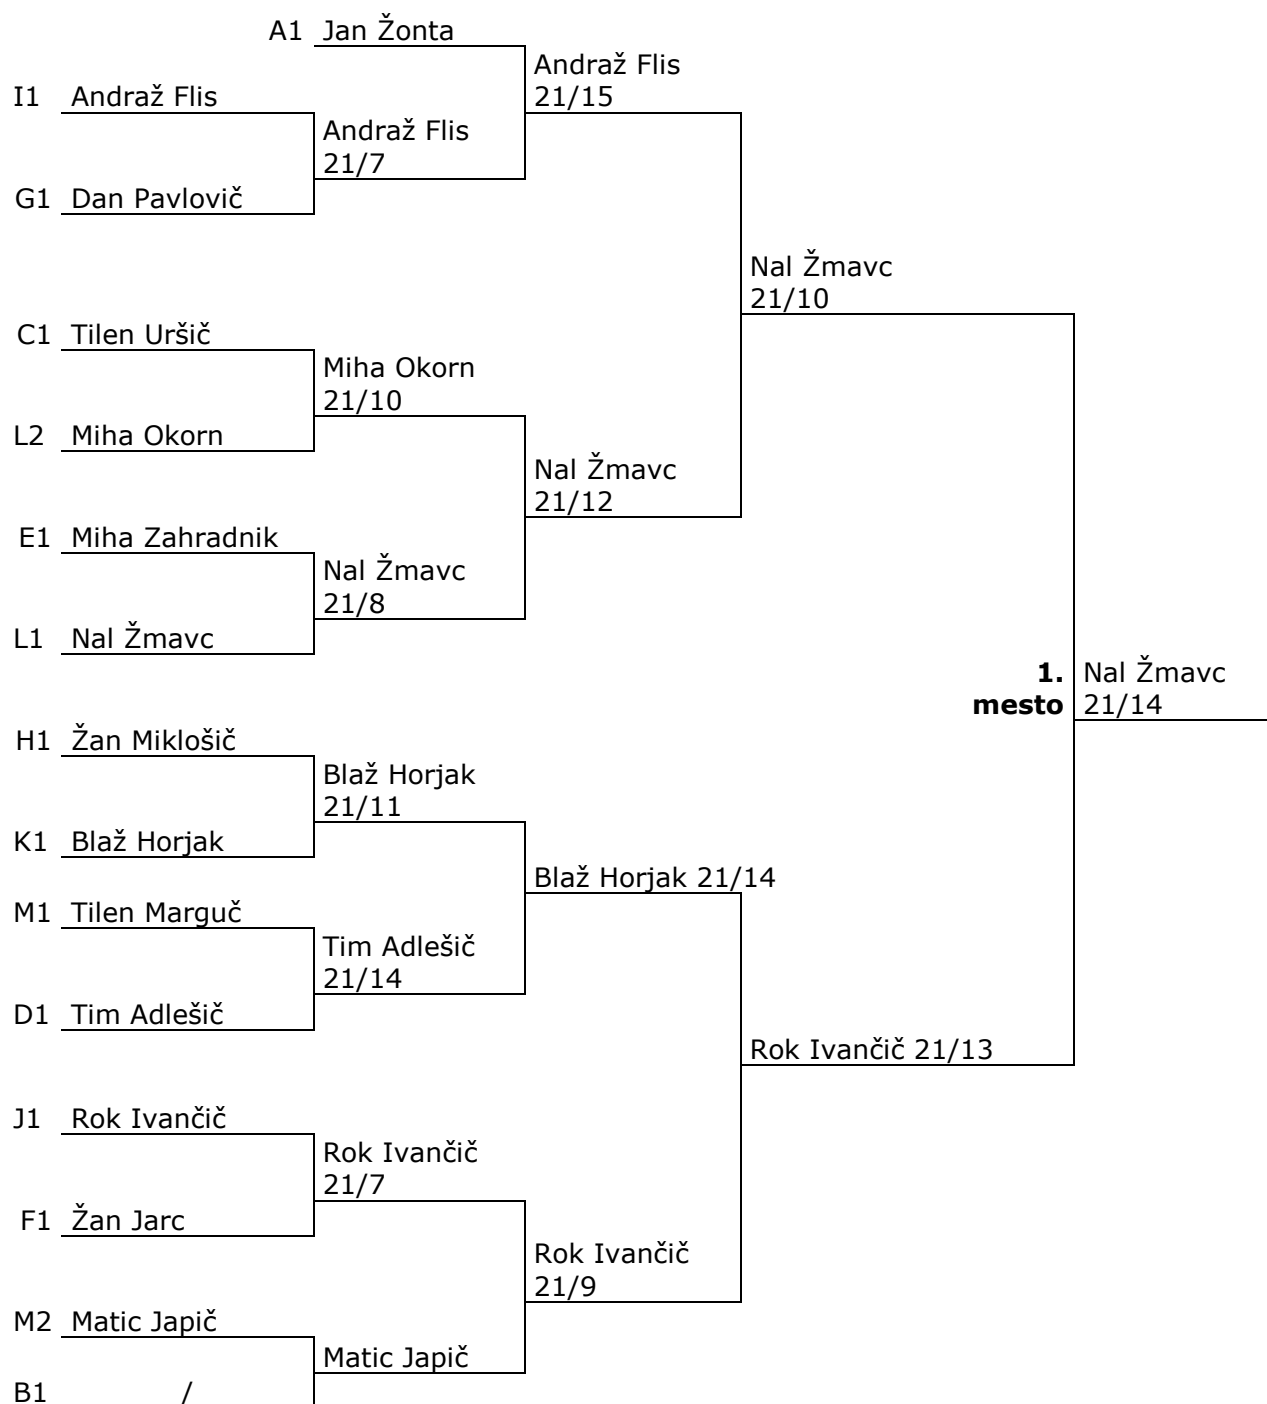 A1 Jan Žonta
Andraž Flis
I1 Andraž Flis 21/15
Andraž Flis
21/7
G1 Dan Pavlovič
Nal Žmavc
21/10
C1 Tilen Uršič
Miha Okorn
21/10
L2 Miha Okorn
Nal Žmavc
21/12
E1 Miha Zahradnik
Nal Žmavc
21/8
L1 Nal Žmavc
1. Nal Žmavc
mesto 21/14
H1 Žan Miklošič
Blaž Horjak
21/11
K1 Blaž Horjak
Blaž Horjak 21/14
M1 Tilen Marguč
Tim Adlešič
21/14
D1 Tim Adlešič
Rok Ivančič 21/13
J1 Rok Ivančič
Rok Ivančič
21/7
F1 Žan Jarc
Rok Ivančič
21/9
M2 Matic Japič
Matic Japič
B1 /